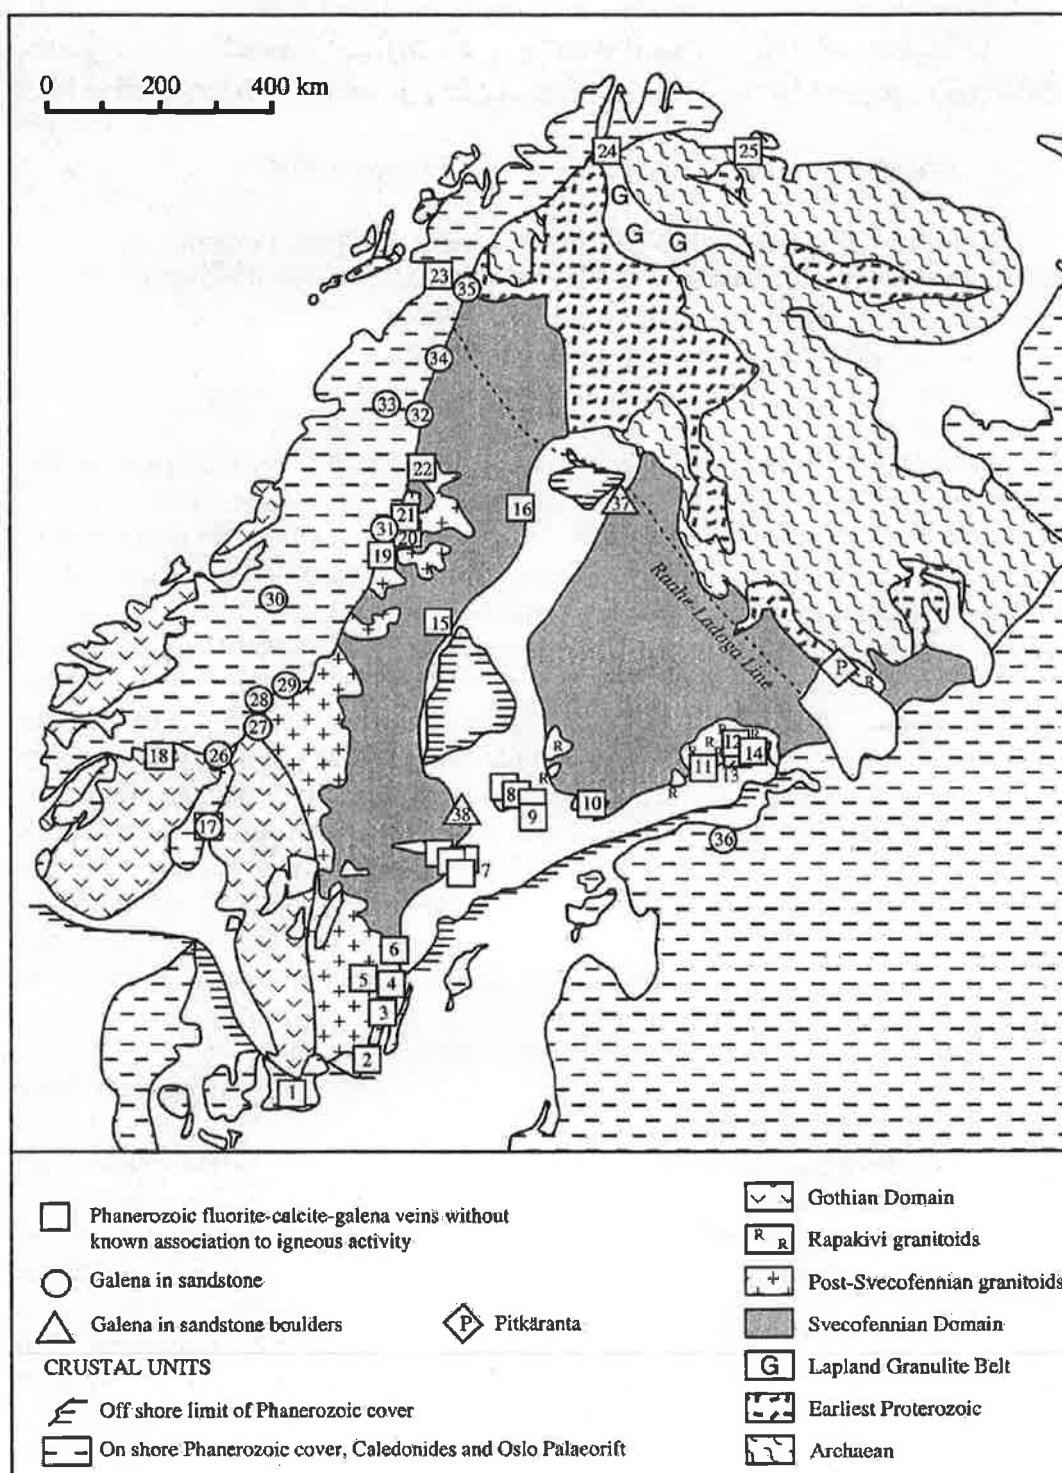 0 200 400 km
24
25
G
G
G
23
35
34
33
32
22
21
31
20
19
16
37
30
Raahe Ladoga Line
15
P
R
29
28
27
18
26
R
R
R
R
R
R
12
14
11
13
R
R
8
10
9
38
17
36
7
6
5
4
3
2
1
Phanerozoic fluorite-calcite-galena veins without
known association to igneous activity
Galena in sandstone
Galena in sandstone boulders
P Pitkäranta
CRUSTAL UNITS
Off shore limit of Phanerozoic cover
On shore Phanerozoic cover, Caledonides and Oslo Palaeorift
Gothian Domain
R R Rapakivi granitoids
Post-Svecofennian granitoids
Svecofennian Domain
G Lapland Granulite Belt
Earliest Proterozoic
Archaean